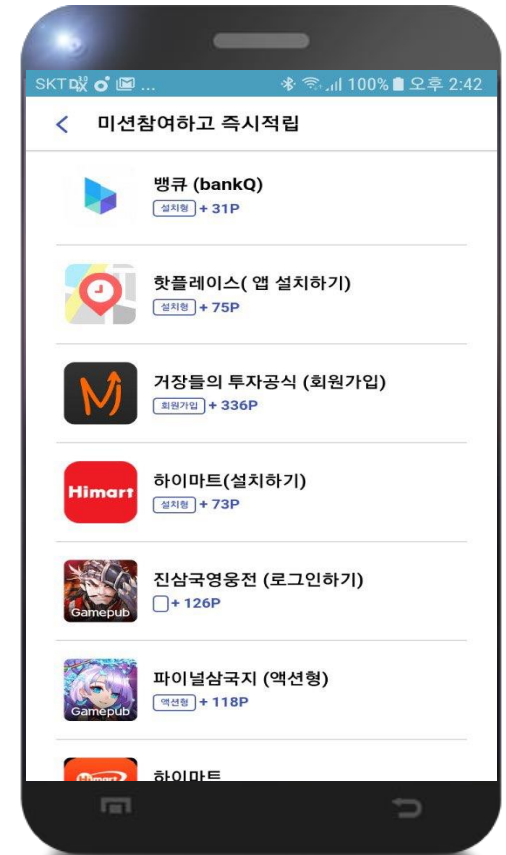 SKT ... 100% 오후 2:42
미션참여하고 즉시적립
뱅큐 (bankQ)
설치형 + 31P
핫플레이스( 앱 설치하기)
설치형 + 75P
거장들의 투자공식 (회원가입)
회원가입 + 336P
Himart
하이마트(설치하기)
설치형 + 73P
진삼국영웅전 (로그인하기)
Gamepub
+ 126P
파이널삼국지 (액션형)
Gamepub
액션형 + 118P
Himart
하이마트